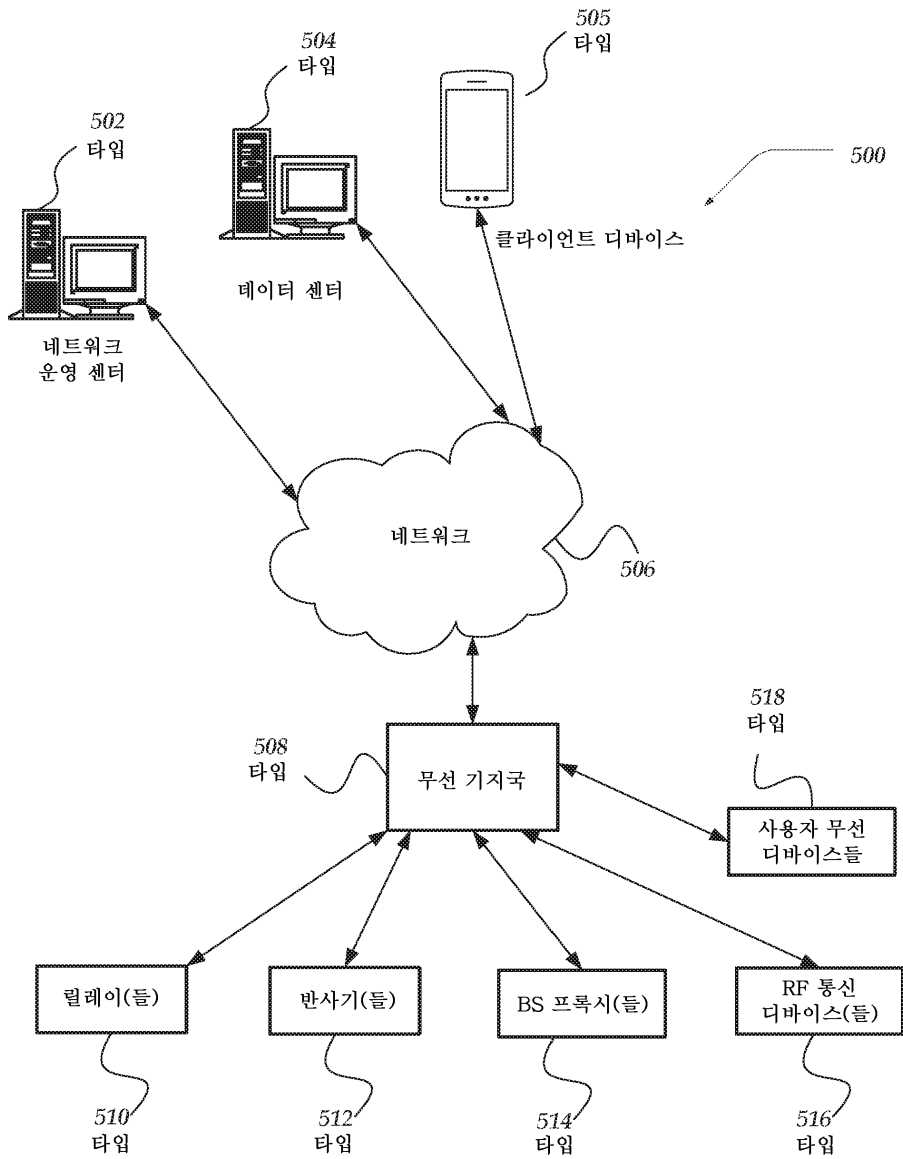 505
타입
504
타입
502
타입
500
클라이언트 디바이스
데이터 센터
네트워크
운영 센터
네트워크
506
518
타입
508
타입
무선 기지국
사용자 무선
디바이스들
릴레이(들)
반사기(들)
BS 프록시(들)
RF 통신
디바이스(들)
510
타입
512
타입
514
타입
516
타입